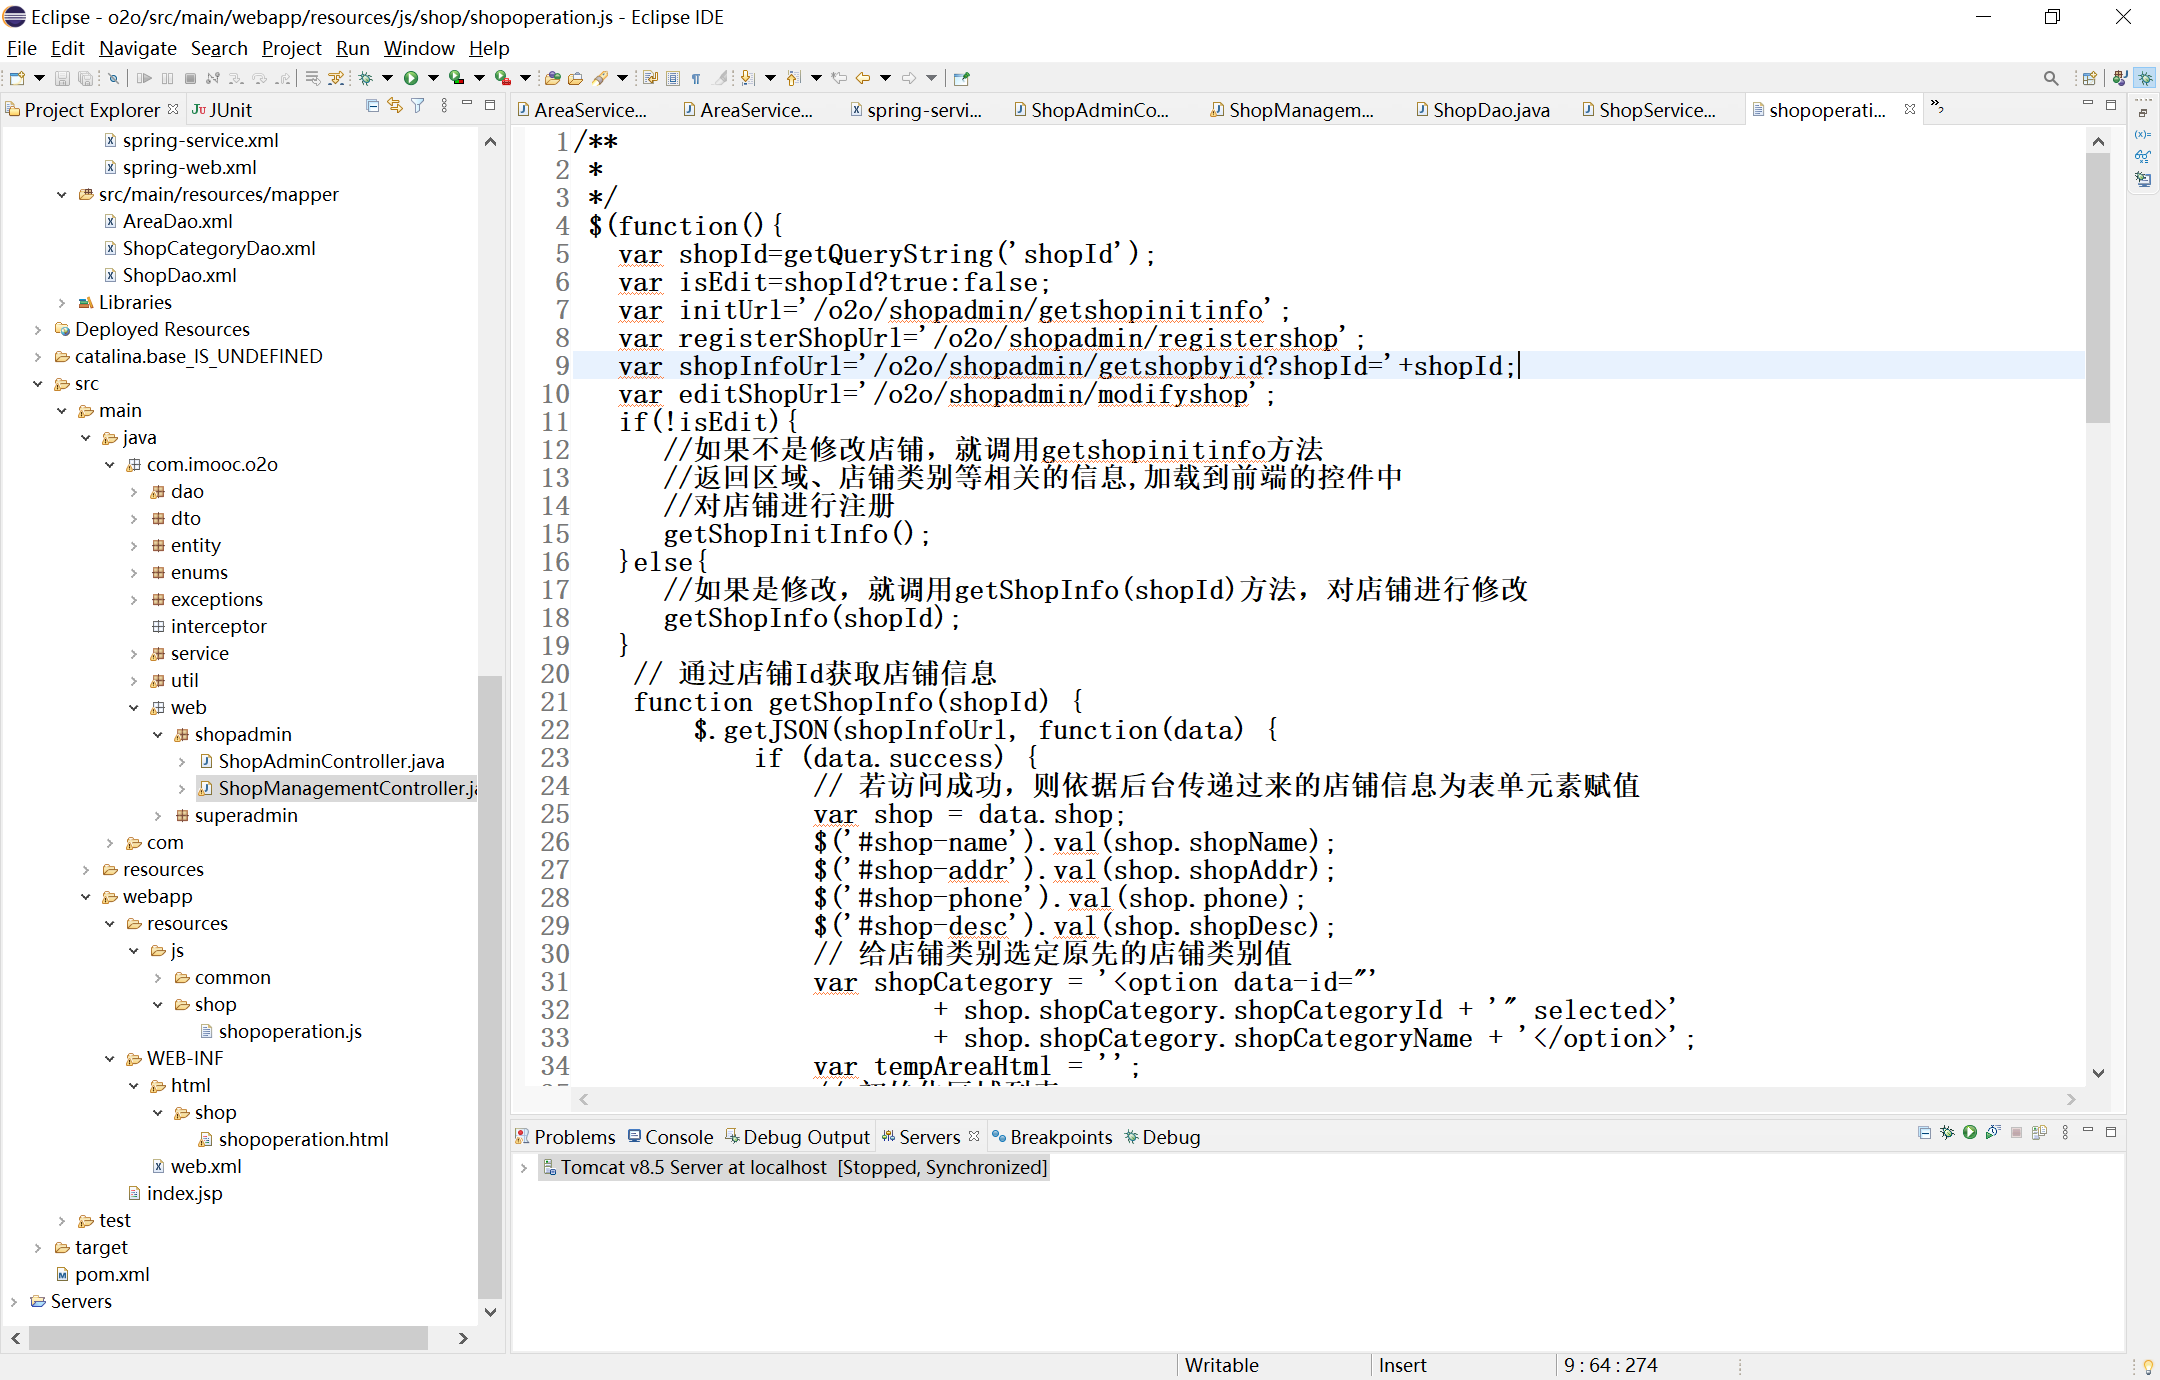 Eclipse - o2o/src/main/webapp/resources/js/shop/shopoperation.js - Eclipse IDE
File Edit Navigate Search Project Run Window Help
Project Explorer JUnit
spring-service.xml
spring-web.xml
src/main/resources/mapper
AreaDao.xml
ShopCategoryDao.xml
ShopDao.xml
Libraries
Deployed Resources
catalina.base_IS_UNDEFINED
src
main
java
com.imooc.o2o
dao
dto
entity
enums
exceptions
interceptor
service
util
web
shopadmin
ShopAdminController.java
ShopManagementController.ja
superadmin
com
resources
webapp
resources
js
common
shop
shopoperation.js
WEB-INF
html
shop
shopoperation.html
web.xml
index.jsp
test
target
pom.xml
Servers
AreaService... AreaService... spring-servi... ShopAdminCo... ShopManagem... ShopDao.java ShopService... shopoperati... »2
1 /**
2 *
3 */
4 $(function(){
5 var shopId=getQueryString('shopId');
6 var isEdit=shopId?true:false;
7 var initUrl='/o2o/shopadmin/getshopinitinfo';
8 var registerShopUrl='/o2o/shopadmin/registershop';
9 var shopInfoUrl='/o2o/shopadmin/getshopbyid?shopId='+shopId;
10 var editShopUrl='/o2o/shopadmin/modifyshop';
11 if(!isEdit){
12 //如果不是修改店铺，就调用getshopinitinfo方法
13 //返回区域、店铺类别等相关的信息,加载到前端的控件中
14 //对店铺进行注册
15 getShopInitInfo();
16 }else{
17 //如果是修改，就调用getShopInfo(shopId)方法，对店铺进行修改
18 getShopInfo(shopId);
19 }
20 // 通过店铺Id获取店铺信息
21 function getShopInfo(shopId) {
22 $.getJSON(shopInfoUrl, function(data) {
23 if (data.success) {
24 // 若访问成功，则依据后台传递过来的店铺信息为表单元素赋值
25 var shop = data.shop;
26 $('#shop-name').val(shop.shopName);
27 $('#shop-addr').val(shop.shopAddr);
28 $('#shop-phone').val(shop.phone);
29 $('#shop-desc').val(shop.shopDesc);
30 // 给店铺类别选定原先的店铺类别值
31 var shopCategory = '<option data-id="'
32 + shop.shopCategory.shopCategoryId + '" selected>'
33 + shop.shopCategory.shopCategoryName + '</option>';
34 var tempAreaHtml = '';
Problems Console Debug Output Servers Breakpoints Debug
Tomcat v8.5 Server at localhost [Stopped, Synchronized]
Writable Insert 9 : 64 : 274